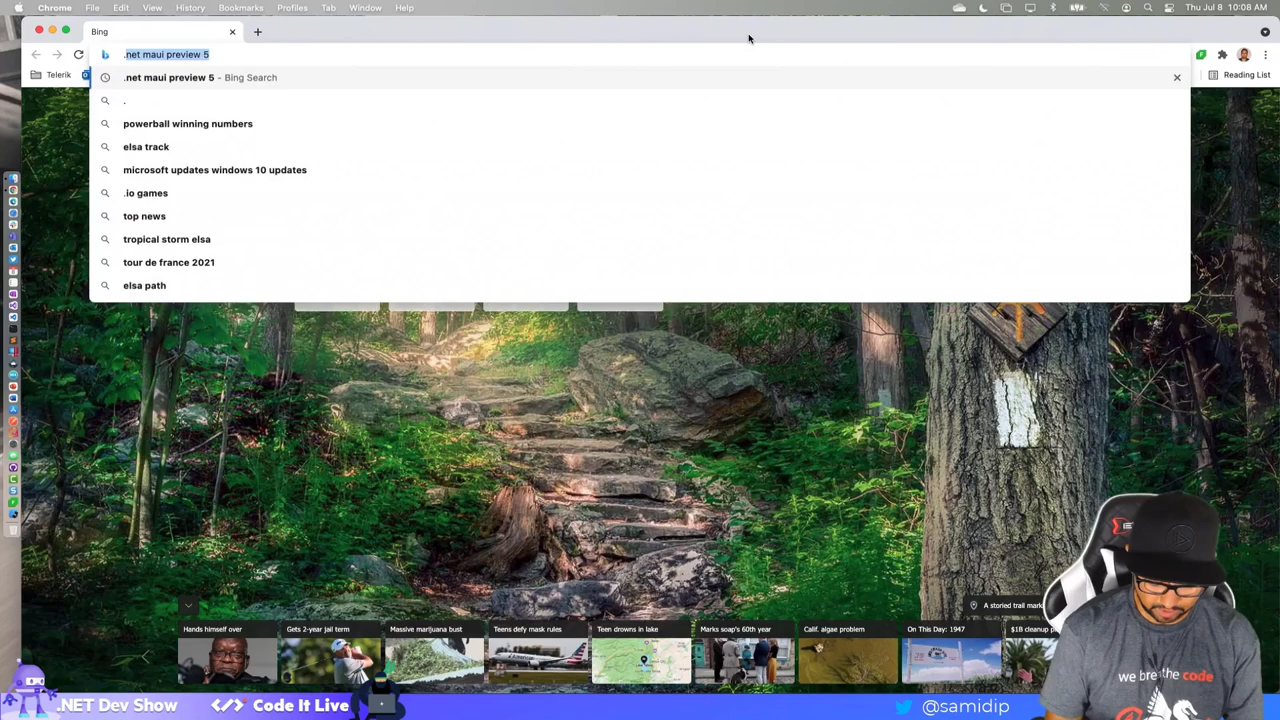 Chrome File Edit View History Bookmarks Profiles Tab Window Help Thu Jul 8 10:08 AM
Bing
.net maui preview 5
Telerik Reading List
.net maui preview 5 - Bing Search
.
powerball winning numbers
elsa track
microsoft updates windows 10 updates
.io games
top news
tropical storm elsa
tour de france 2021
elsa path
A storied trail mark
Hands himself over Gets 2-year jail term Massive marijuana bust Teens defy mask rules Teen drowns in lake Marks soap's 60th year Calif. algae problem On This Day: 1947 $1B cleanup
we breathe code
.NET Dev Show </> Code It Live @samidip